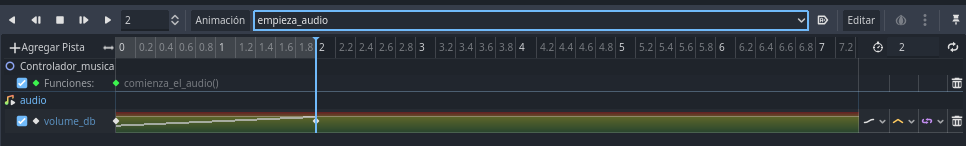 2 Animación empieza_audio Editar
Agregar Pista 0 0.2 0.4 0.6 0.8 1 1.2 1.4 1.6 1.8 2 2.2 2.4 2.6 2.8 3 3.2 3.4 3.6 3.8 4 4.2 4.4 4.6 4.8 5 5.2 5.4 5.6 5.8 6 6.2 6.4 6.6 6.8 7 7.2 2
Controlador_musica
Funciones: comienza_el_audio()
audio
volume_db